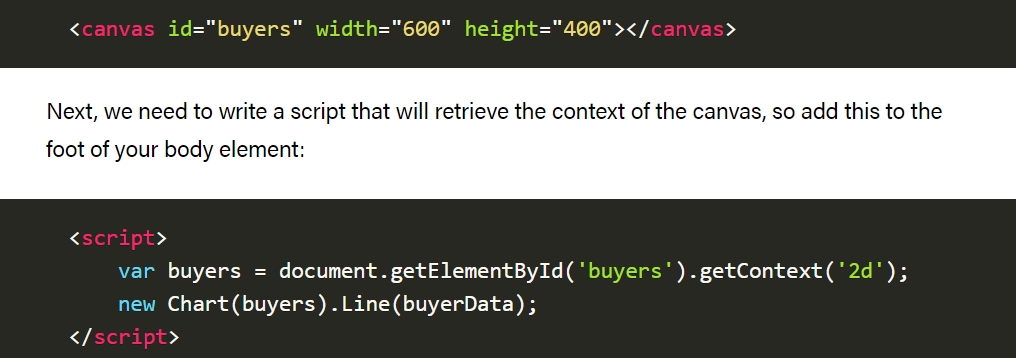 <canvas id="buyers" width="600" height="400"></canvas>
Next, we need to write a script that will retrieve the context of the canvas, so add this to the
foot of your body element:
<script>
    var buyers = document.getElementById('buyers').getContext('2d');
    new Chart(buyers).Line(buyerData);
</script>